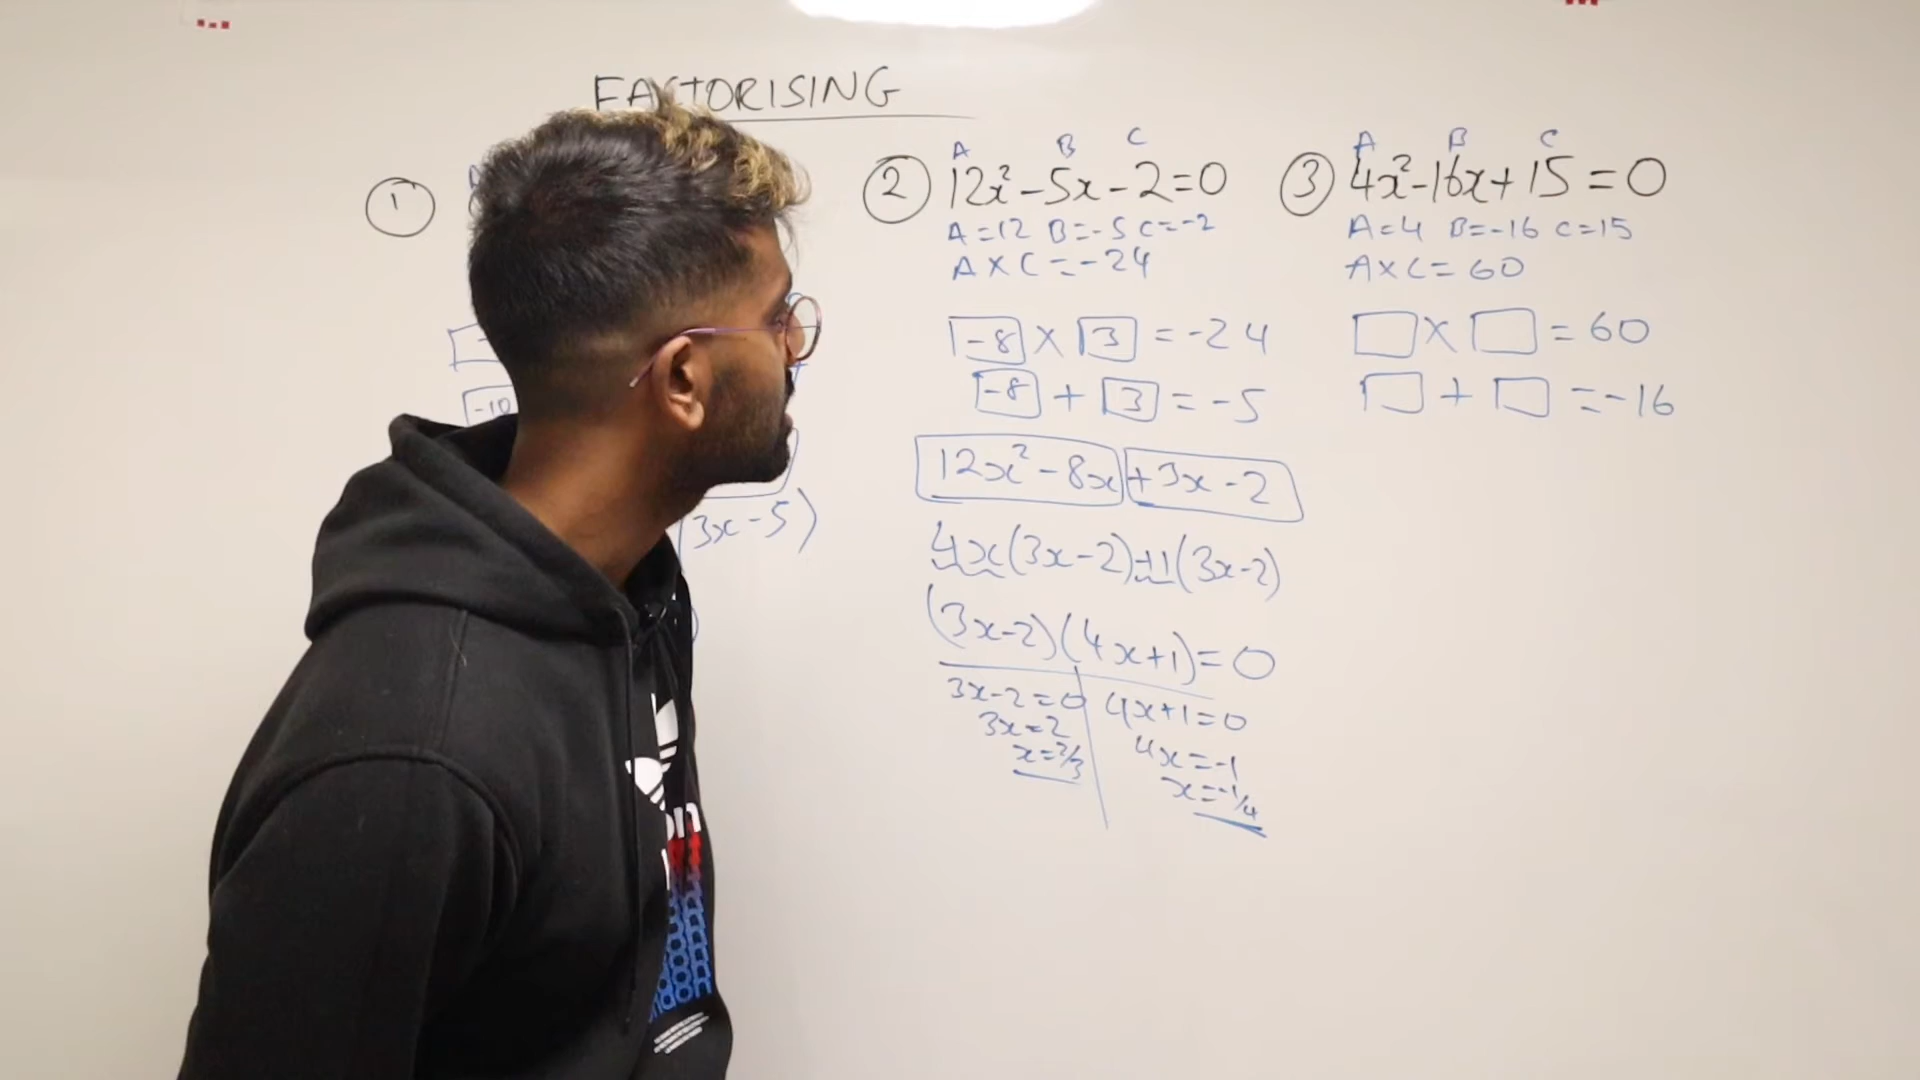 FACTORISING
①
-10
(3x-5)
② A B C
12x²-5x-2=0
A=12 B=-5 C=-2
A×C=-24
-8 × 3 = -24
-8 + 3 = -5
12x²-8x +3x-2
4x(3x-2)+1(3x-2)
(3x-2)(4x+1)=0
3x-2=0 4x+1=0
3x=2 4x=-1
x=2/3 x=-1/4
③ A B C
4x²-16x+15=0
A=4 B=-16 C=15
A×C=60
□×□=60
□+□=-16